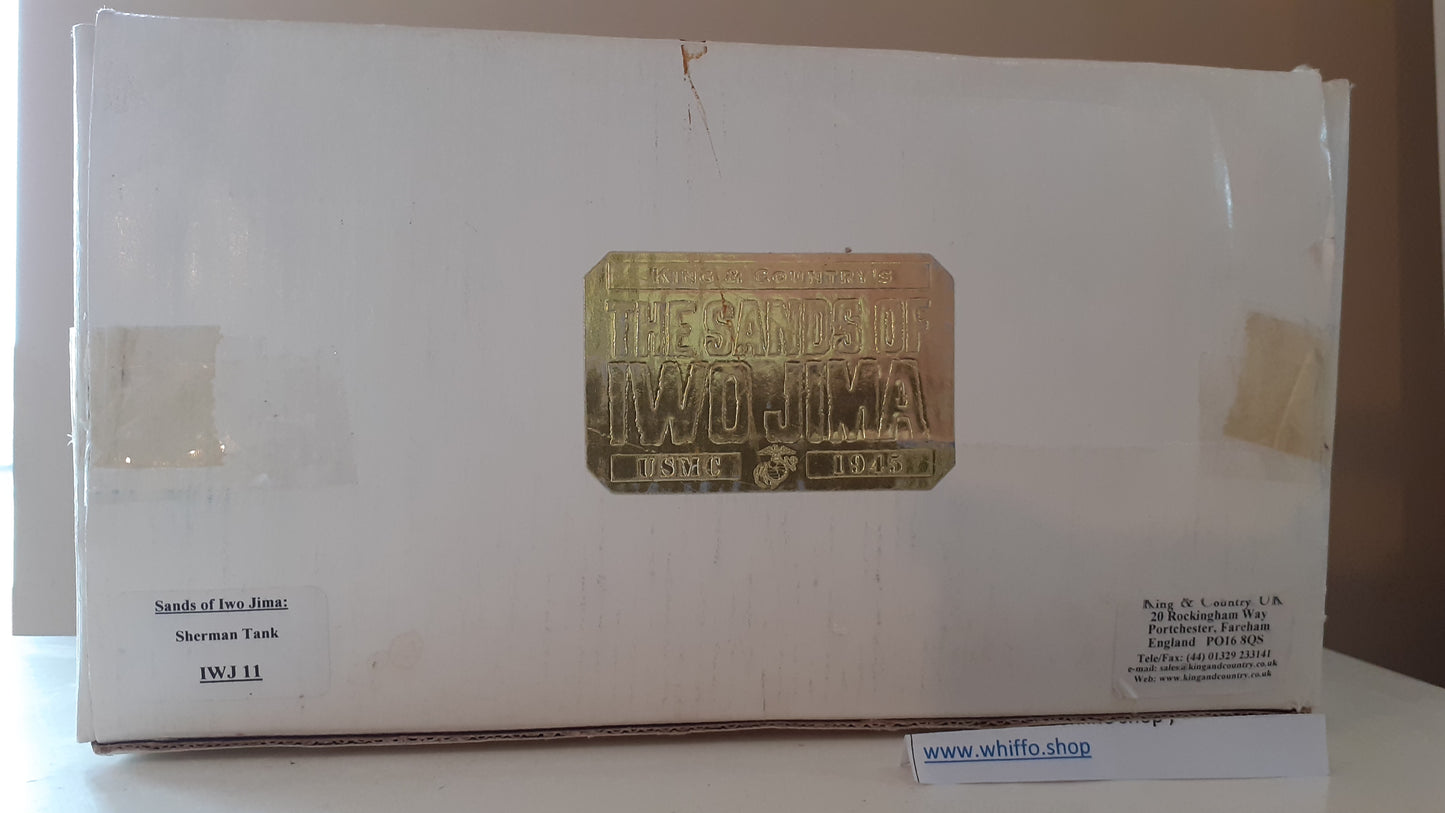 KING & COUNTRY'S
THE SANDS OF
IWO JIMA
USMC 1945
Sands of Iwo Jima:
Sherman Tank
IWJ 11
King & Country UK
20 Rockingham Way
Portchester, Fareham
England PO16 8QS
Tele/Fax: (44) 01329 233141
e-mail: sales@kingandcountry.co.uk
Web: www.kingandcountry.co.uk
www.whiffo.shop